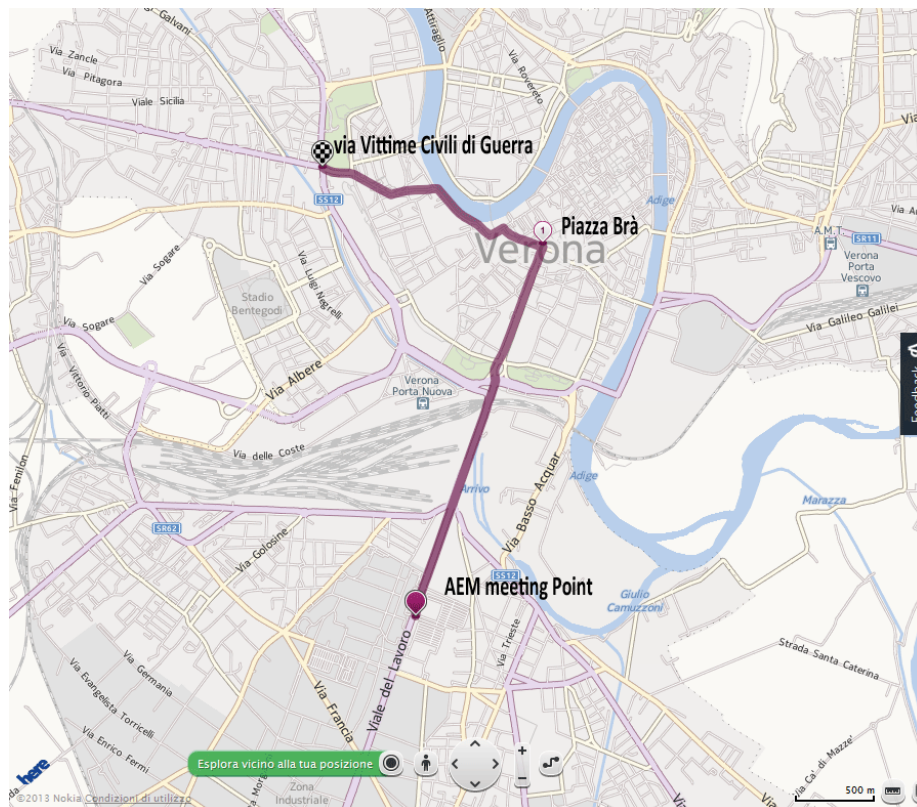 Via Galvani
Attiraglio
Via Zancle
Via Pitagora
Viale Sicilia
Via Rovereto
via Vittime Civili di Guerra
SS12
Adige
Piazza Brà
1
Verona
A.M.T.
SR11
Verona
Porta
Vescovo
Via Sogare
Via Luigi Negrelli
Stadio
Bentegodi
Via Sogare
Via Galileo Galilei
Via Albere
Verona
Porta Nuova
Feedback
Via Vittorio Piatti
Via delle Coste
Via Fenilon
Arrivo
Via Basso Acquar
Adige
Marazza
SR62
Via Golosine
SS12
AEM meeting Point
Giulio
Camuzzoni
Via Trieste
Strada Santa Caterina
Viale del Lavoro
Via Germania
Via Evangelista Torricelli
Via Francia
Via Enrico Fermi
Esplora vicino alla tua posizione
Via Ca' di Mazze'
here
©2013 Nokia Condizioni di utilizzo
Zona
Industriale
500 m